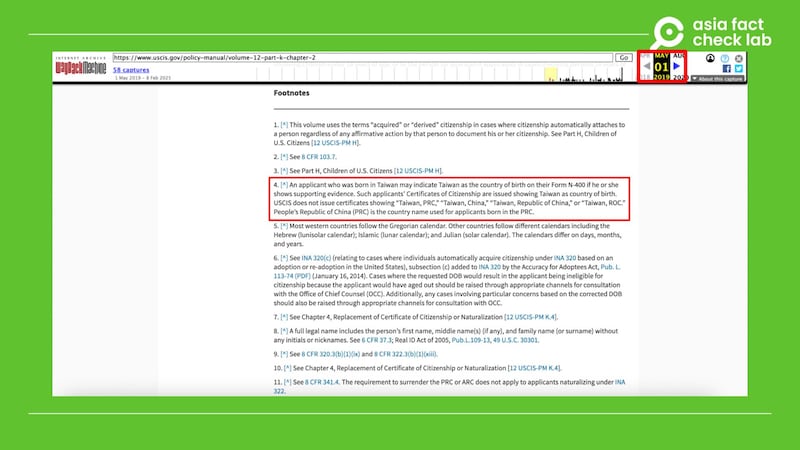 asia fact
check lab
INTERNET ARCHIVE
WayBackMachine
https://www.uscis.gov/policy-manual/volume-12-part-k-chapter-2
Go
MAY
AUG
58 captures
1 May 2019 - 8 Feb 2025
01
2019
About this capture
Footnotes
1. [^] This volume uses the terms "acquired" or "derived" citizenship in cases where citizenship automatically attaches to
a person regardless of any affirmative action by that person to document his or her citizenship. See Part H, Children of
U.S. Citizens [12 USCIS-PM H].
2. [^] See 8 CFR 103.7.
3. [^] See Part H, Children of U.S. Citizens [12 USCIS-PM H].
4. [^] An applicant who was born in Taiwan may indicate Taiwan as the country of birth on their Form N-400 if he or she
shows supporting evidence. Such applicants' Certificates of Citizenship are issued showing Taiwan as country of birth.
USCIS does not issue certificates showing "Taiwan, PRC," "Taiwan, China," "Taiwan, Republic of China," or "Taiwan, ROC."
People's Republic of China (PRC) is the country name used for applicants born in the PRC.
5. [^] Most western countries follow the Gregorian calendar. Other countries follow different calendars including the
Hebrew (lunisolar calendar); Islamic (lunar calendar); and Julian (solar calendar). The calendars differ on days, months,
and years.
6. [^] See INA 320(c) (relating to cases where individuals automatically acquire citizenship under INA 320 based on an
adoption or re-adoption in the United States), subsection (c) added to INA 320 by the Accuracy for Adoptees Act, Pub. L.
113-74 (PDF) (January 16, 2014). Cases where the requested DOB would result in the applicant being ineligible for
citizenship because the applicant would have aged out should be raised through appropriate channels for consultation
with the Office of Chief Counsel (OCC). Additionally, any cases involving particular concerns based on the corrected DOB
should also be raised through appropriate channels for consultation with OCC.
7. [^] See Chapter 4, Replacement of Certificate of Citizenship or Naturalization [12 USCIS-PM K.4].
8. [^] A full legal name includes the person's first name, middle name(s) (if any), and family name (or surname) without
any initials or nicknames. See 6 CFR 37.3; Real ID Act of 2005, Pub.L.109-13, 49 U.S.C. 30301.
9. [^] See 8 CFR 320.3(b)(1)(ix) and 8 CFR 322.3(b)(1)(xiii).
10. [^] See Chapter 4, Replacement of Certificate of Citizenship or Naturalization [12 USCIS-PM K.4].
11. [^] See 8 CFR 341.4. The requirement to surrender the PRC or ARC does not apply to applicants naturalizing under INA
322.